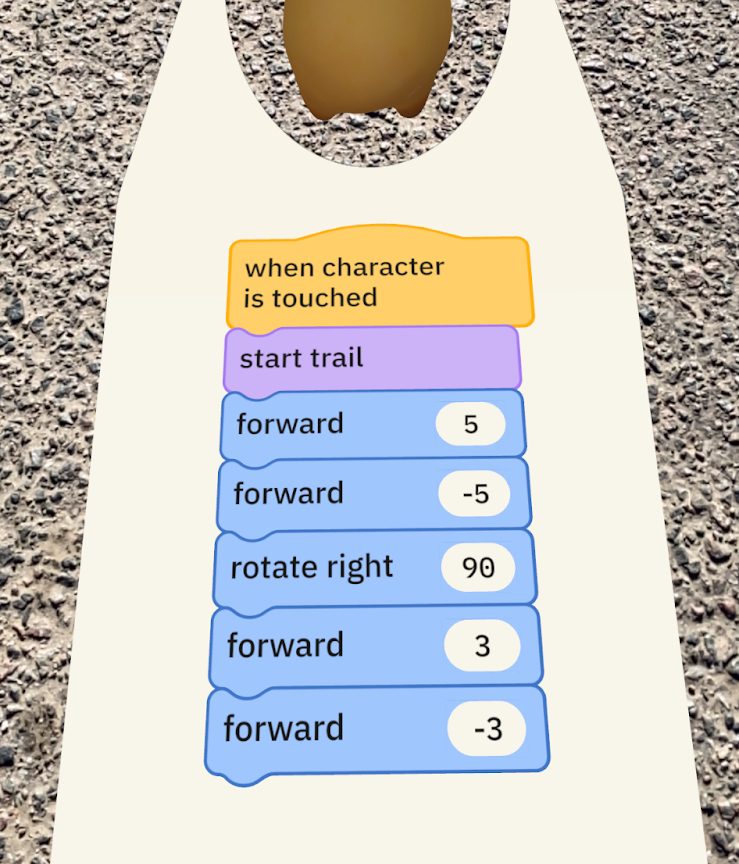 when character
is touched
start trail
forward 5
forward -5
rotate right 90
forward 3
forward -3